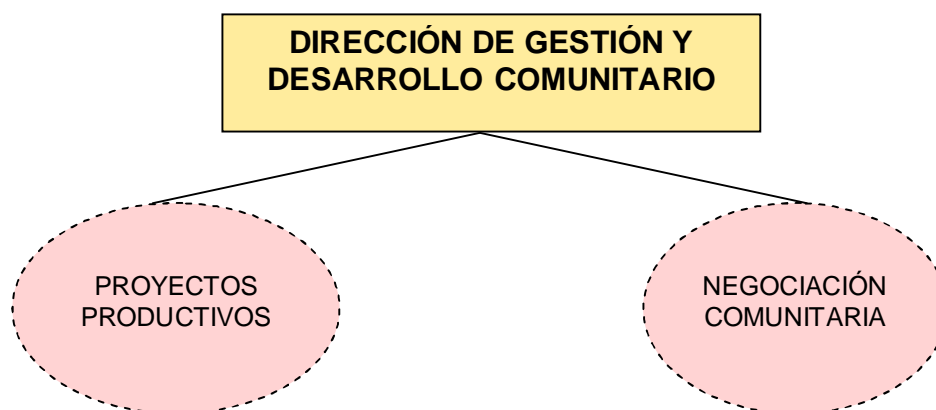 DIRECCIÓN DE GESTIÓN Y
DESARROLLO COMUNITARIO
PROYECTOS
PRODUCTIVOS
NEGOCIACIÓN
COMUNITARIA